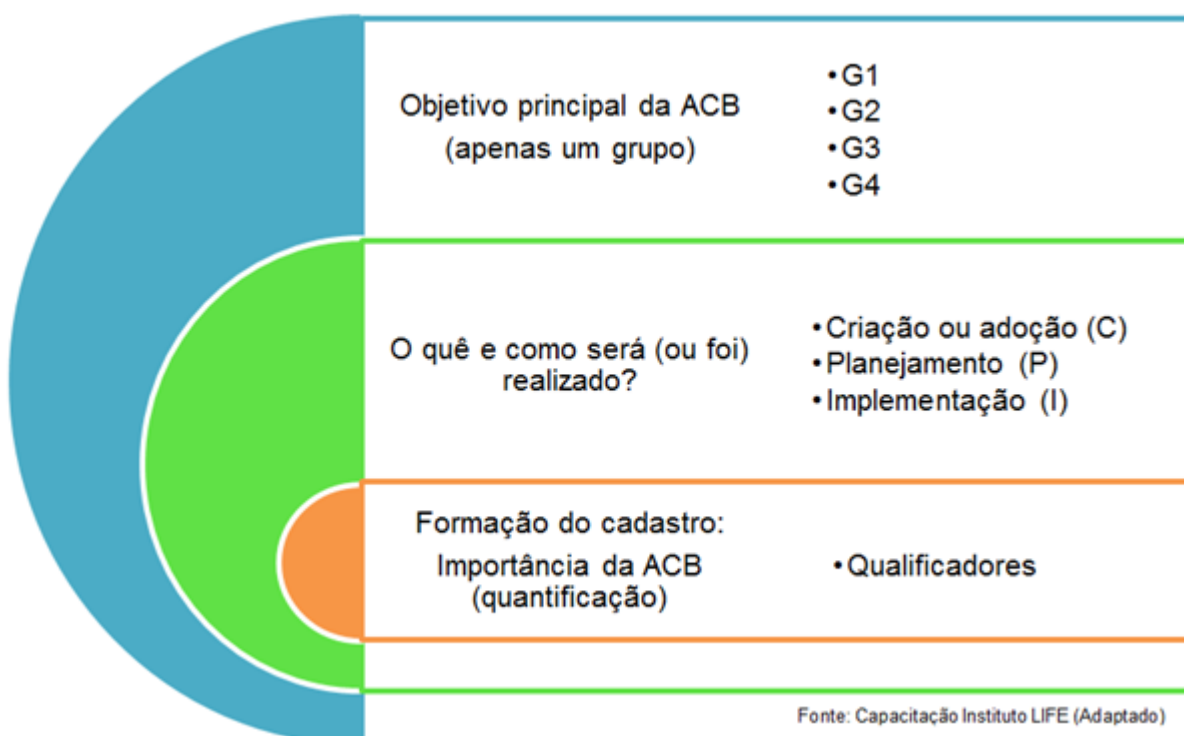 Objetivo principal da ACB
(apenas um grupo)
•G1
•G2
•G3
•G4
O quê e como será (ou foi)
realizado?
•Criação ou adoção (C)
•Planejamento (P)
•Implementação (I)
Formação do cadastro:
Importância da ACB
(quantificação)
•Qualificadores
Fonte: Capacitação Instituto LIFE (Adaptado)